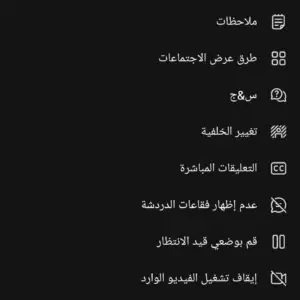 ملاحظات
طرق عرض الاجتماعات
س&ج
تغيير الخلفية
CC التعليقات المباشرة
عدم إظهار فقاعات الدردشة
قم بوضعي قيد الانتظار
إيقاف تشغيل الفيديو الوارد